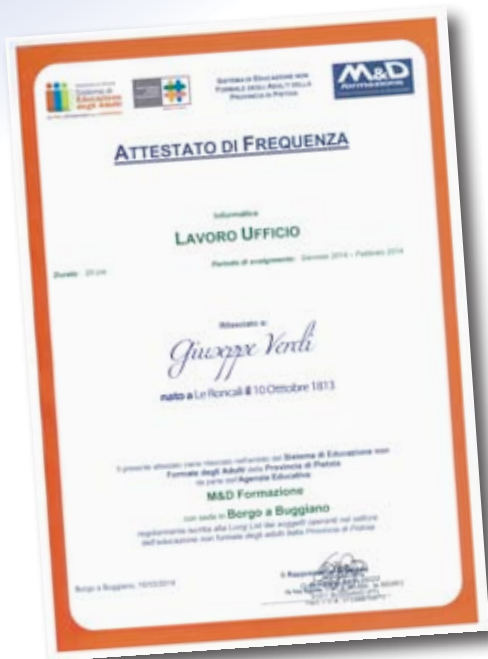 Sistema di
Educazione
degli Adulti
SISTEMA DI EDUCAZIONE NON
FORMALE DEGLI ADULTI DELLA
PROVINCIA DI PISTOIA
M&D
formazione
ATTESTATO DI FREQUENZA
Informatica
LAVORO UFFICIO
Durata: 20 ore
Periodo di svolgimento: Gennaio 2014 – Febbraio 2014
Rilasciato a:
Giuseppe Verdi
nato a Le Roncali il 10 Otttobre 1813
Il presente attestato viene rilasciato nell'ambito del Sistema di Educazione non
Formale degli Adulti della Provincia di Pistoia
da parte dell'Agenzia Educativa
M&D Formazione
con sede in Borgo a Buggiano
regolarmente iscritta alla Long List dei soggetti operanti nel settore
dell'educazione non formale degli adulti della Provincia di Pistoia
Borgo a Buggiano, 10/03/2014
Il